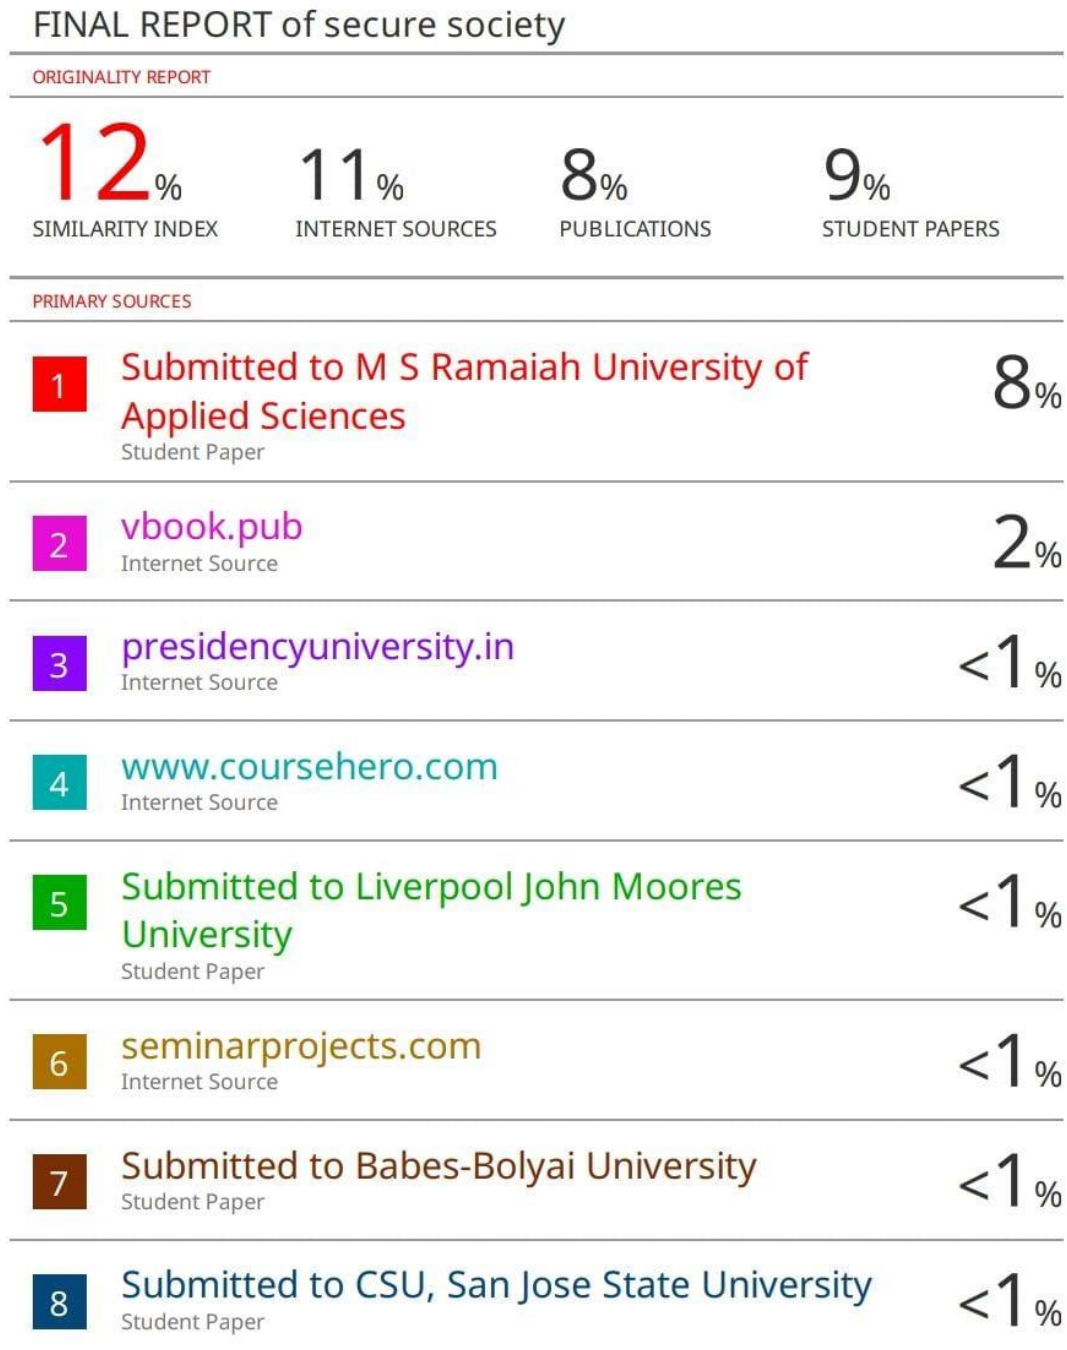 FINAL REPORT of secure society
ORIGINALITY REPORT
12% 11% 8% 9%
SIMILARITY INDEX INTERNET SOURCES PUBLICATIONS STUDENT PAPERS
PRIMARY SOURCES
1 Submitted to M S Ramaiah University of 8%
Applied Sciences
Student Paper
2 vbook.pub 2%
Internet Source
3 presidencyuniversity.in <1%
Internet Source
4 www.coursehero.com <1%
Internet Source
5 Submitted to Liverpool John Moores <1%
University
Student Paper
6 seminarprojects.com <1%
Internet Source
7 Submitted to Babes-Bolyai University <1%
Student Paper
8 Submitted to CSU, San Jose State University <1%
Student Paper